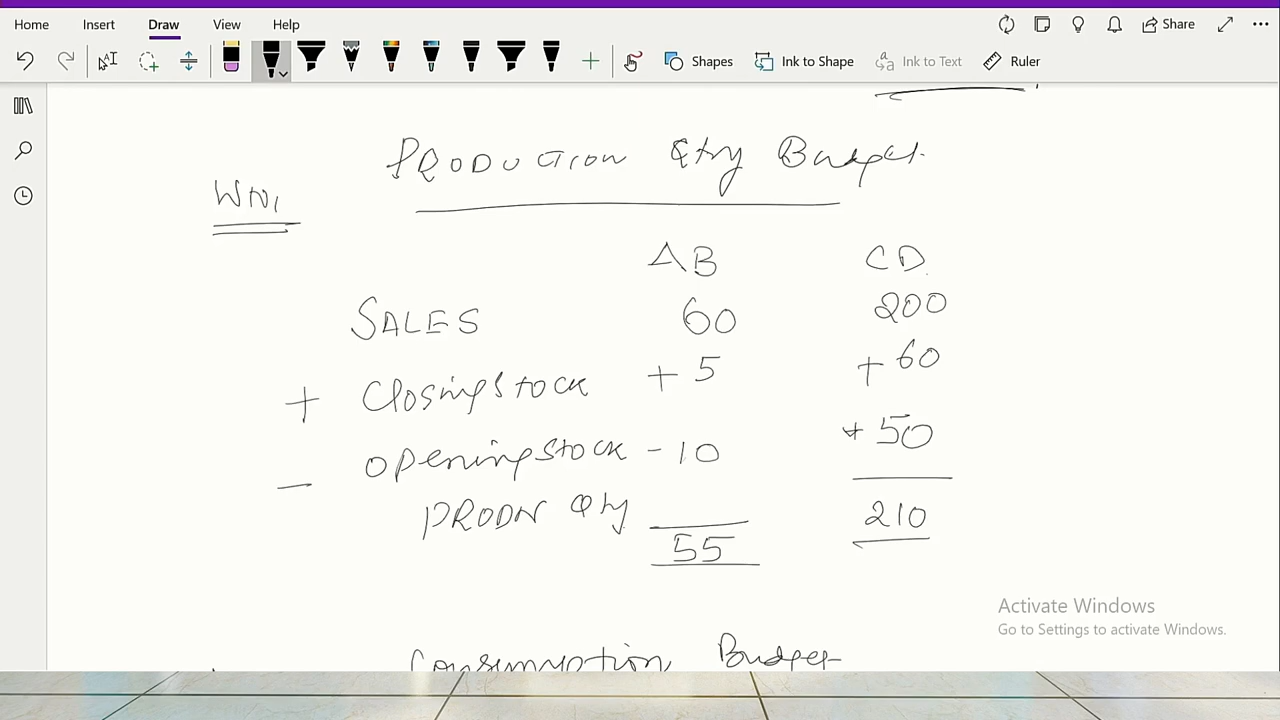 Home Insert Draw View Help Share
Shapes Ink to Shape Ink to Text Ruler
PRODUCTION Qty Budget.
WN1
AB CD
SALES 60 200
+ Closing Stock +5 +60
- Opening Stock -10 + 50
PRODN Qty 55 210
Activate Windows
Go to Settings to activate Windows.
Consumption Budget